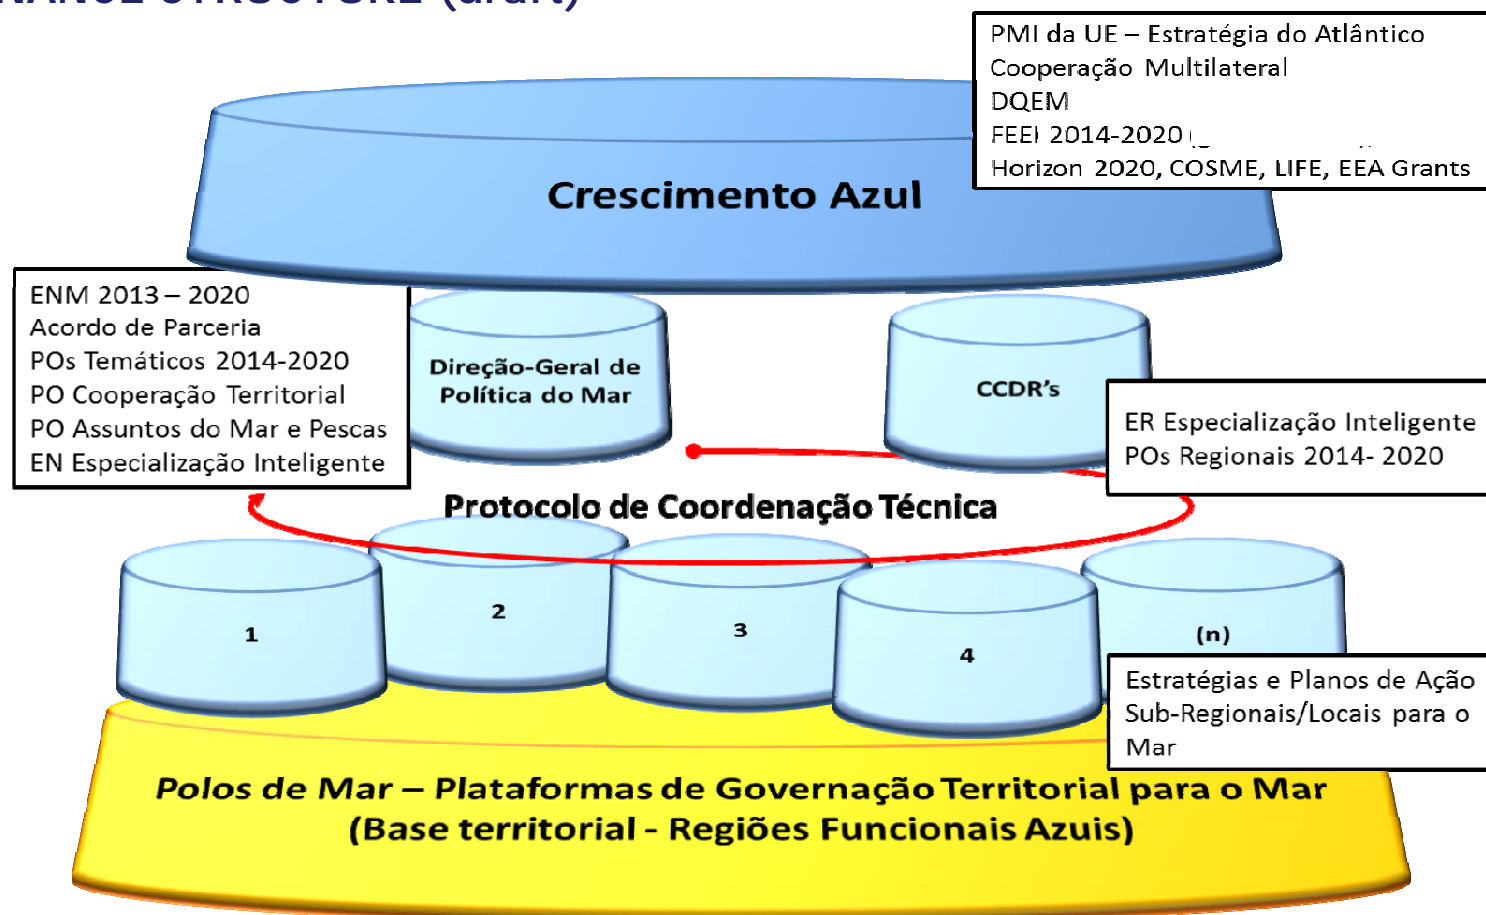 STRUCTURE (draft)
PMI da UE – Estratégia do Atlântico
Cooperação Multilateral
DQEM
2014-2020
Horizon 2020, COSME, LIFE, EEA Grants
Crescimento Azul
ENM 2013 – 2020
Acordo de Parceria
POs Temáticos 2014-2020
PO Cooperação Territorial
PO Assuntos do Mar e Pescas
EN Especialização Inteligente
Direção-Geral de
Política do Mar
CCDR's
ER Especialização Inteligente
POs Regionais 2014- 2020
Protocolo de Coordenação Técnica
1
2
3
4
(n)
Estratégias e Planos de Ação
Sub-Regionais/Locais para o
Mar
Polos de Mar – Plataformas de Governação Territorial para o Mar
(Base territorial - Regiões Funcionais Azuis)